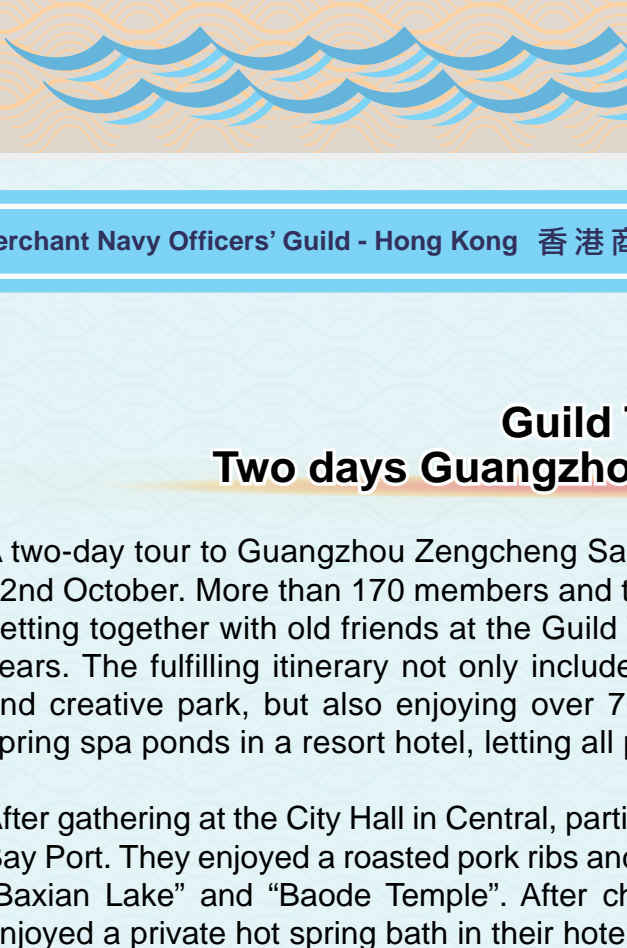 erchant Navy Officers’ Guild - Hong Kong 香港商
Guild
Two days Guangzho
two-day tour to Guangzhou Zengcheng Sa
2nd October. More than 170 members and t
etting together with old friends at the Guild
ears. The fulfilling itinerary not only include
nd creative park, but also enjoying over 7
pring spa ponds in a resort hotel, letting all p
After gathering at the City Hall in Central, parti
Bay Port. They enjoyed a roasted pork ribs and
“Baxian Lake” and “Baode Temple”. After ch
njoyed a private hot spring bath in their hote